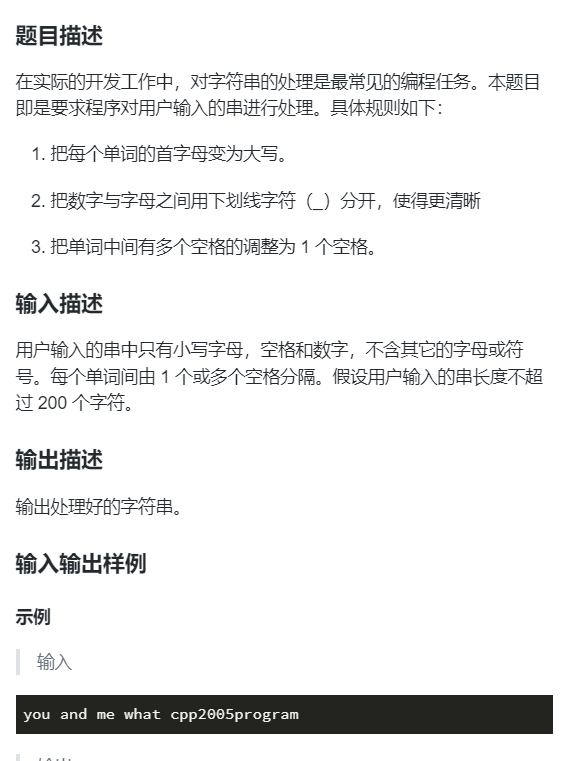 题目描述
在实际的开发工作中，对字符串的处理是最常见的编程任务。本题目
即是要求程序对用户输入的串进行处理。具体规则如下：
1. 把每个单词的首字母变为大写。
2. 把数字与字母之间用下划线字符（_）分开，使得更清晰
3. 把单词中间有多个空格的调整为 1 个空格。
输入描述
用户输入的串中只有小写字母，空格和数字，不含其它的字母或符
号。每个单词间由 1 个或多个空格分隔。假设用户输入的串长度不超
过 200 个字符。
输出描述
输出处理好的字符串。
输入输出样例
示例
输入
you and me what cpp2005program